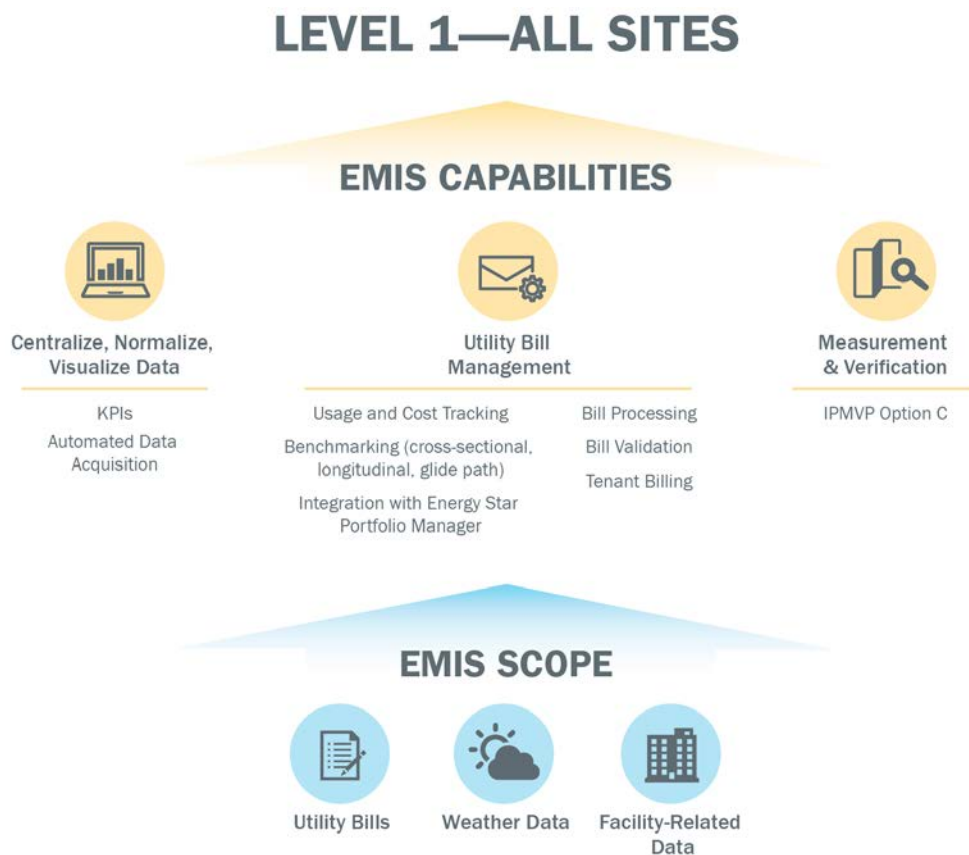 LEVEL 1—ALL SITES
EMIS CAPABILITIES
Centralize, Normalize,
Visualize Data
KPIs
Automated Data
Acquisition
Utility Bill
Management
Usage and Cost Tracking
Benchmarking (cross-sectional,
longitudinal, glide path)
Integration with Energy Star
Portfolio Manager
Bill Processing
Bill Validation
Tenant Billing
Measurement
& Verification
IPMVP Option C
EMIS SCOPE
Utility Bills
Weather Data
Facility-Related
Data